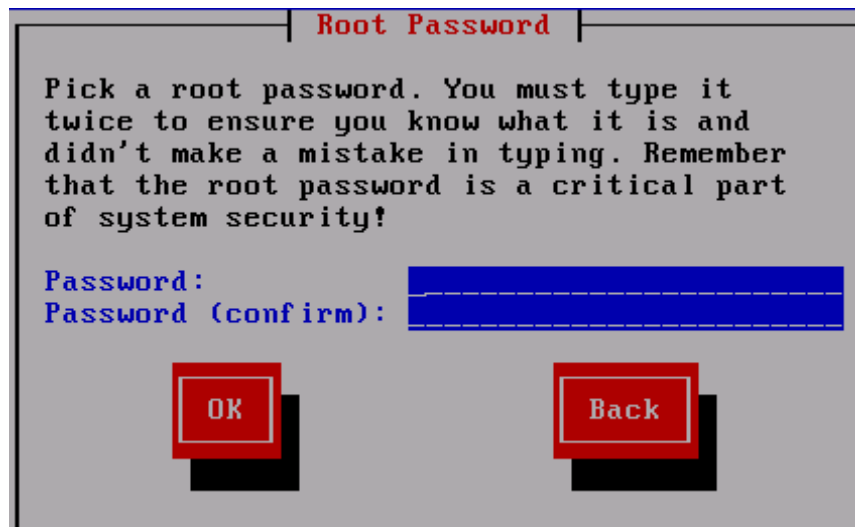 Root Password
Pick a root password. You must type it
twice to ensure you know what it is and
didn't make a mistake in typing. Remember
that the root password is a critical part
of system security!
Password:
Password (confirm):
OK Back